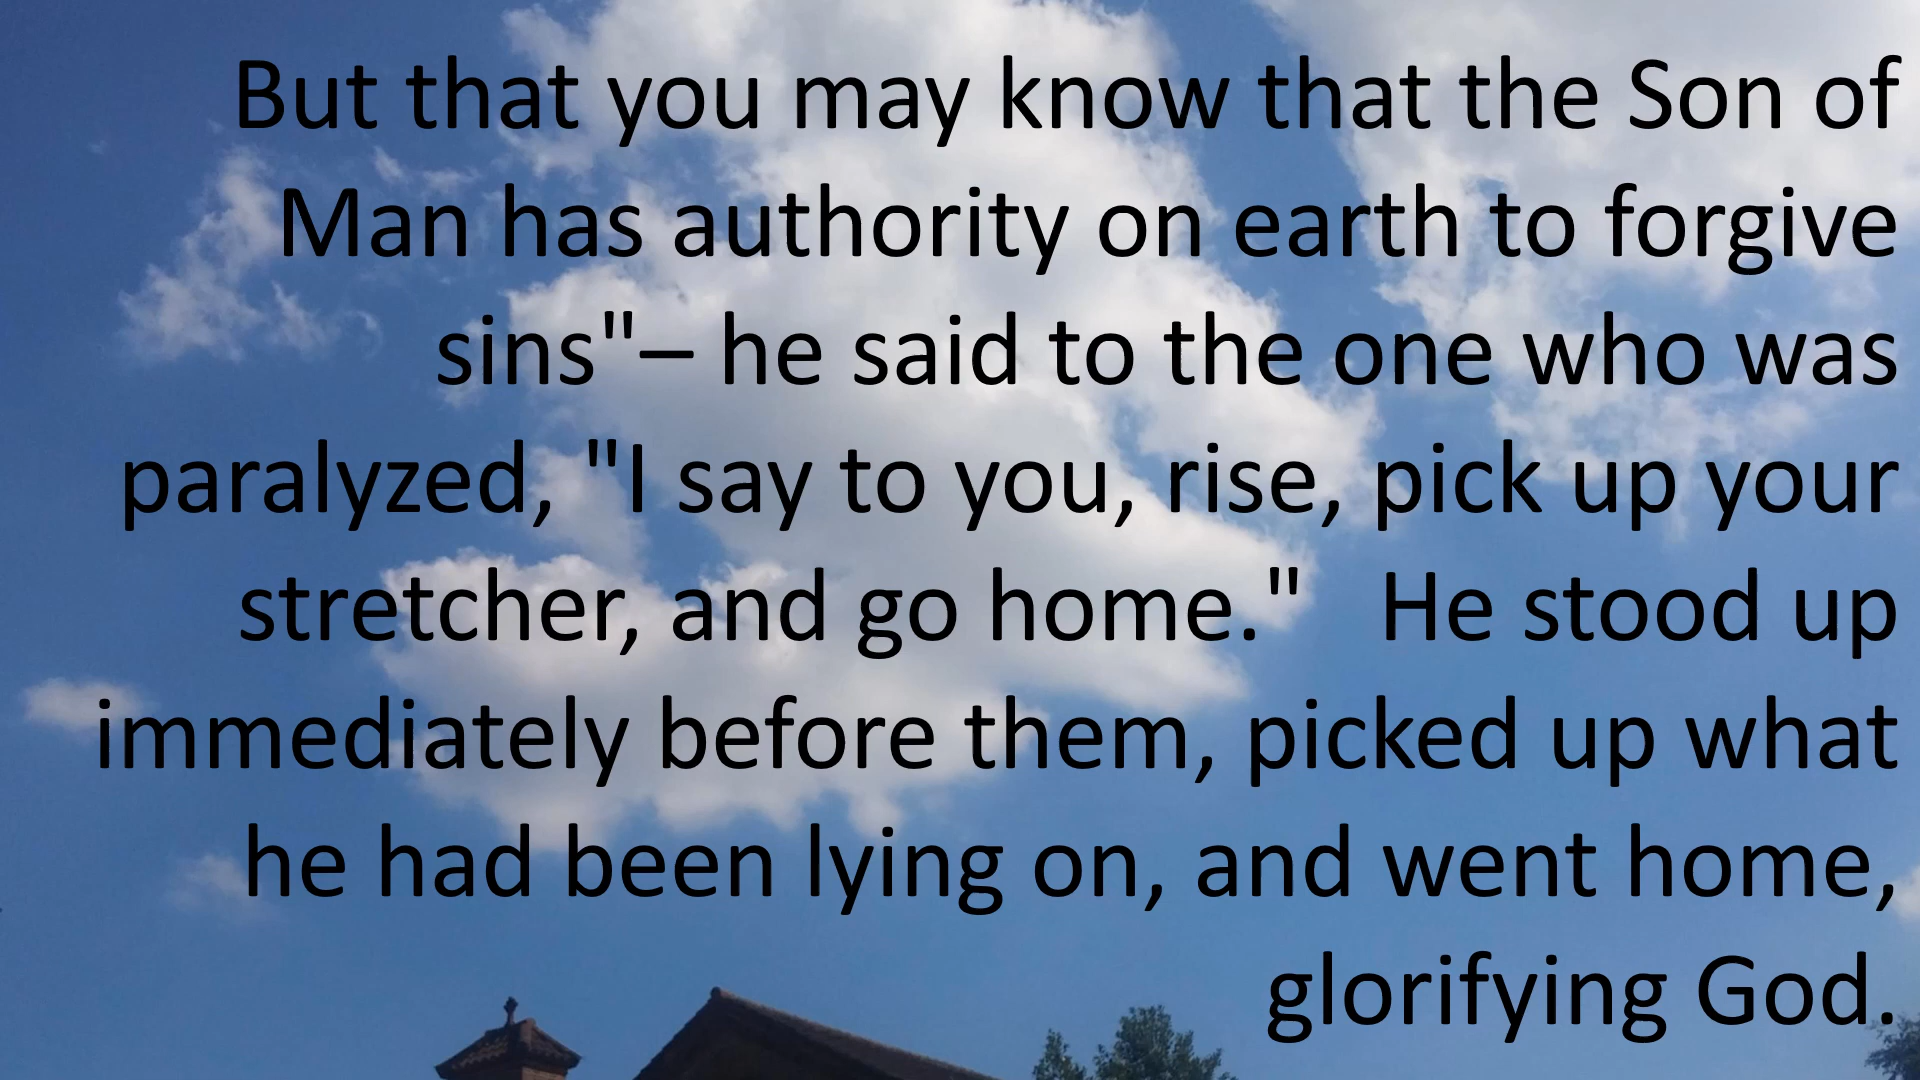 But that you may know that the Son of
Man has authority on earth to forgive
sins"– he said to the one who was
paralyzed, "I say to you, rise, pick up your
stretcher, and go home."   He stood up
immediately before them, picked up what
he had been lying on, and went home,
glorifying God.